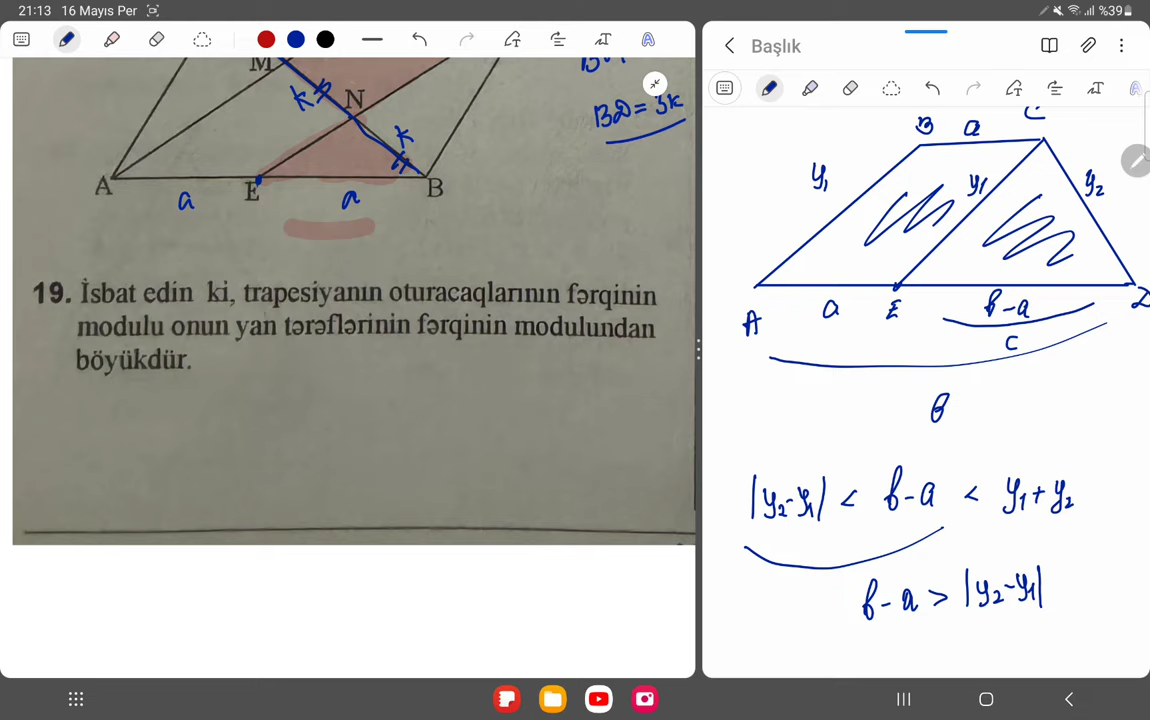 21:13 16 Mayıs Per
%39
Başlık
M
k
N
k
BD = 3k
A
a
E
a
B
19. İsbat edin ki, trapesiyanın oturacaqlarının fərqinin
modulu onun yan tərəflərinin fərqinin modulundan
böyükdür.
B a C
y₁ y₁ y₂
A a E b-a D
c
b
|y₂-y₁| < b-a < y₁+y₂
b-a > |y₂-y₁|